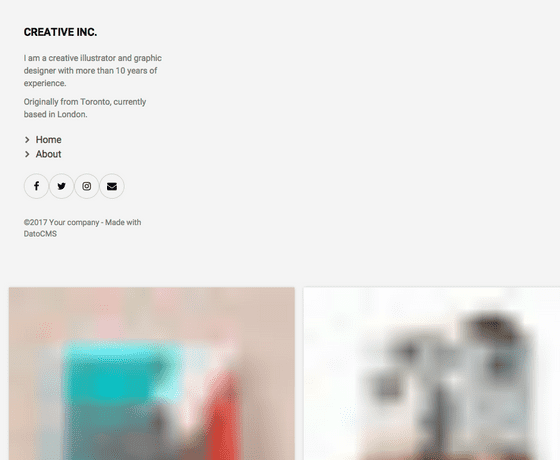 CREATIVE INC.
I am a creative illustrator and graphic
designer with more than 10 years of
experience.
Originally from Toronto, currently
based in London.
Home
About
©2017 Your company - Made with
DatoCMS